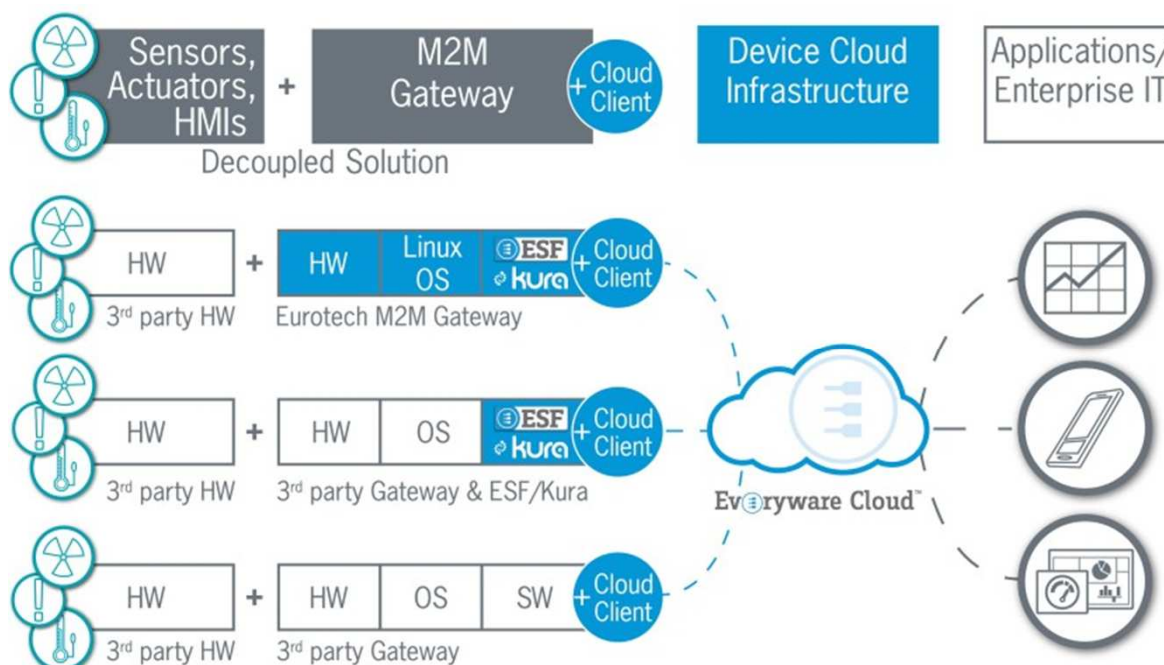 Sensors,
Actuators,
HMIs
+
M2M
Gateway
+ Cloud
Client
Device Cloud
Infrastructure
Applications/
Enterprise IT
Decoupled Solution
HW
+
HW
Linux
OS
ESF
kura
+ Cloud
Client
3rd party HW
Eurotech M2M Gateway
HW
+
HW
OS
ESF
kura
+ Cloud
Client
3rd party HW
3rd party Gateway & ESF/Kura
Everyware Cloud™
HW
+
HW
OS
SW
+ Cloud
Client
3rd party HW
3rd party Gateway